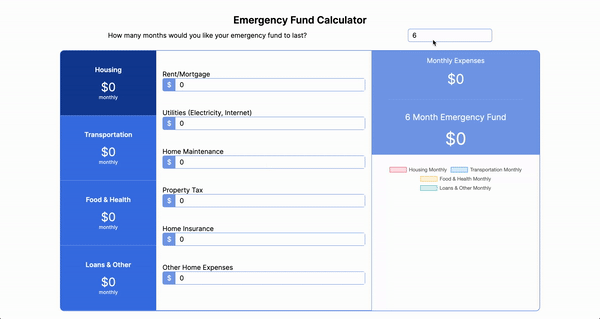 Emergency Fund Calculator
How many months would you like your emergency fund to last?
6
Housing
$0
monthly
Transportation
$0
monthly
Food & Health
$0
monthly
Loans & Other
$0
monthly
Rent/Mortgage
$ 0
Utilities (Electricity, Internet)
$ 0
Home Maintenance
$ 0
Property Tax
$ 0
Home Insurance
$ 0
Other Home Expenses
$ 0
Monthly Expenses
$0
6 Month Emergency Fund
$0
Housing Monthly
Transportation Monthly
Food & Health Monthly
Loans & Other Monthly